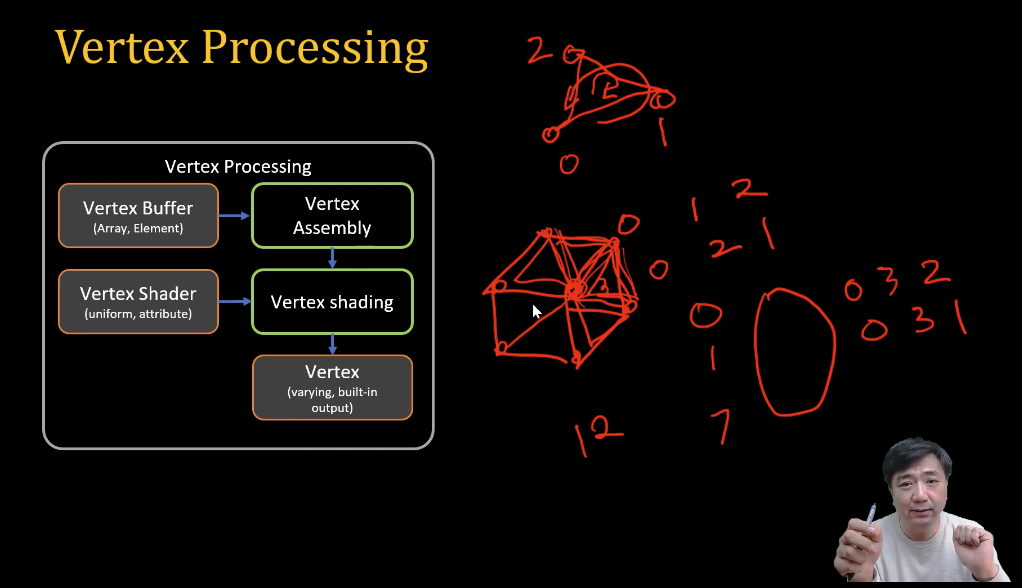 Vertex Processing
Vertex Processing
Vertex Buffer
(Array, Element)
Vertex
Assembly
Vertex Shader
(uniform, attribute)
Vertex shading
Vertex
(varying, built-in
output)
2
1
0
0
1 2
0 2 1
0
1
7
12
0 3 2
0 3 1